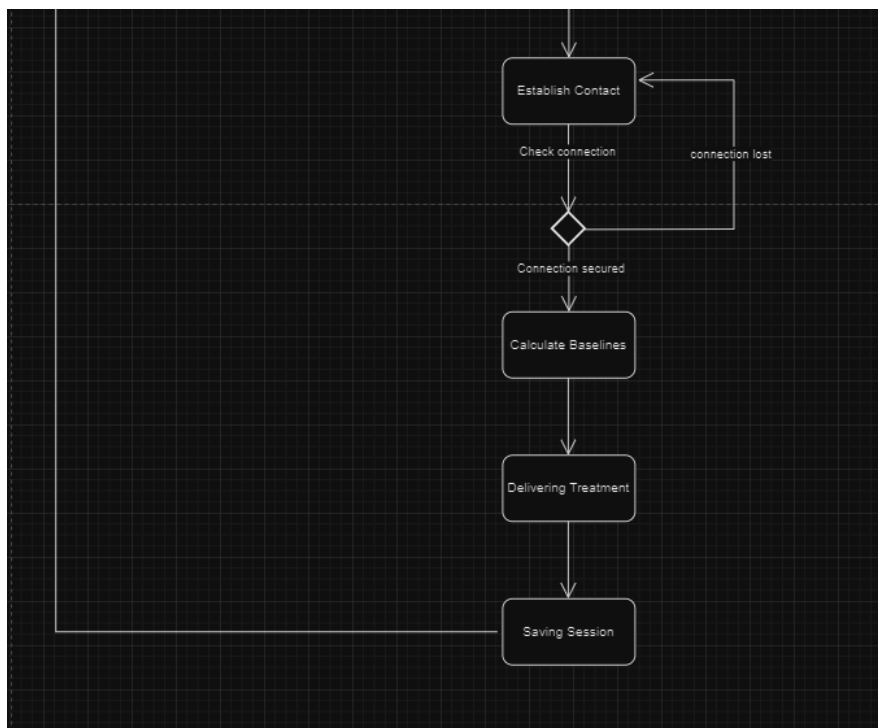 Establish Contact
Check connection
connection lost
Connection secured
Calculate Baselines
Delivering Treatment
Saving Session